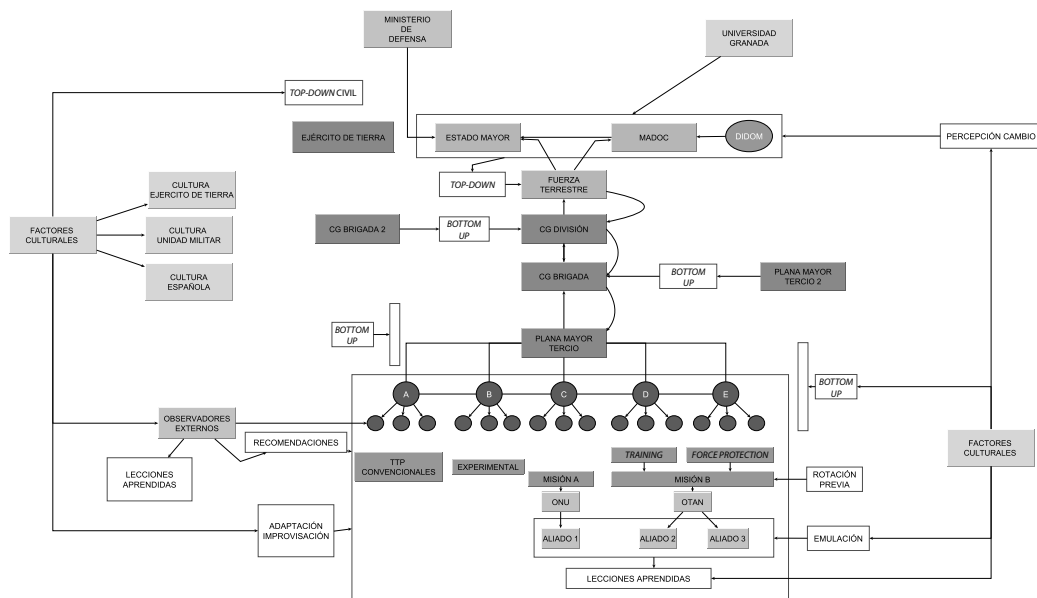 MINISTERIO
DE
DEFENSA
UNIVERSIDAD
GRANADA
TOP-DOWN CIVIL
EJÉRCITO DE TIERRA
ESTADO MAYOR
MADOC
DIDOM
PERCEPCIÓN CAMBIO
TOP-DOWN
FUERZA
TERRESTRE
CULTURA
EJERCITO DE TIERRA
FACTORES
CULTURALES
CULTURA
UNIDAD MILITAR
CULTURA
ESPAÑOLA
CG BRIGADA 2
BOTTOM
UP
CG DIVISIÓN
CG BRIGADA
BOTTOM
UP
PLANA MAYOR
TERCIO 2
BOTTOM
UP
PLANA MAYOR
TERCIO
A
B
C
D
E
BOTTOM
UP
OBSERVADORES
EXTERNOS
RECOMENDACIONES
LECCIONES
APRENDIDAS
FACTORES
CULTURALES
TTP
CONVENCIONALES
EXPERIMENTAL
TRAINING
FORCE PROTECTION
MISIÓN A
MISIÓN B
ROTACIÓN
PREVIA
ONU
OTAN
ADAPTACIÓN
IMPROVISACIÓN
ALIADO 1
ALIADO 2
ALIADO 3
EMULACIÓN
LECCIONES APRENDIDAS